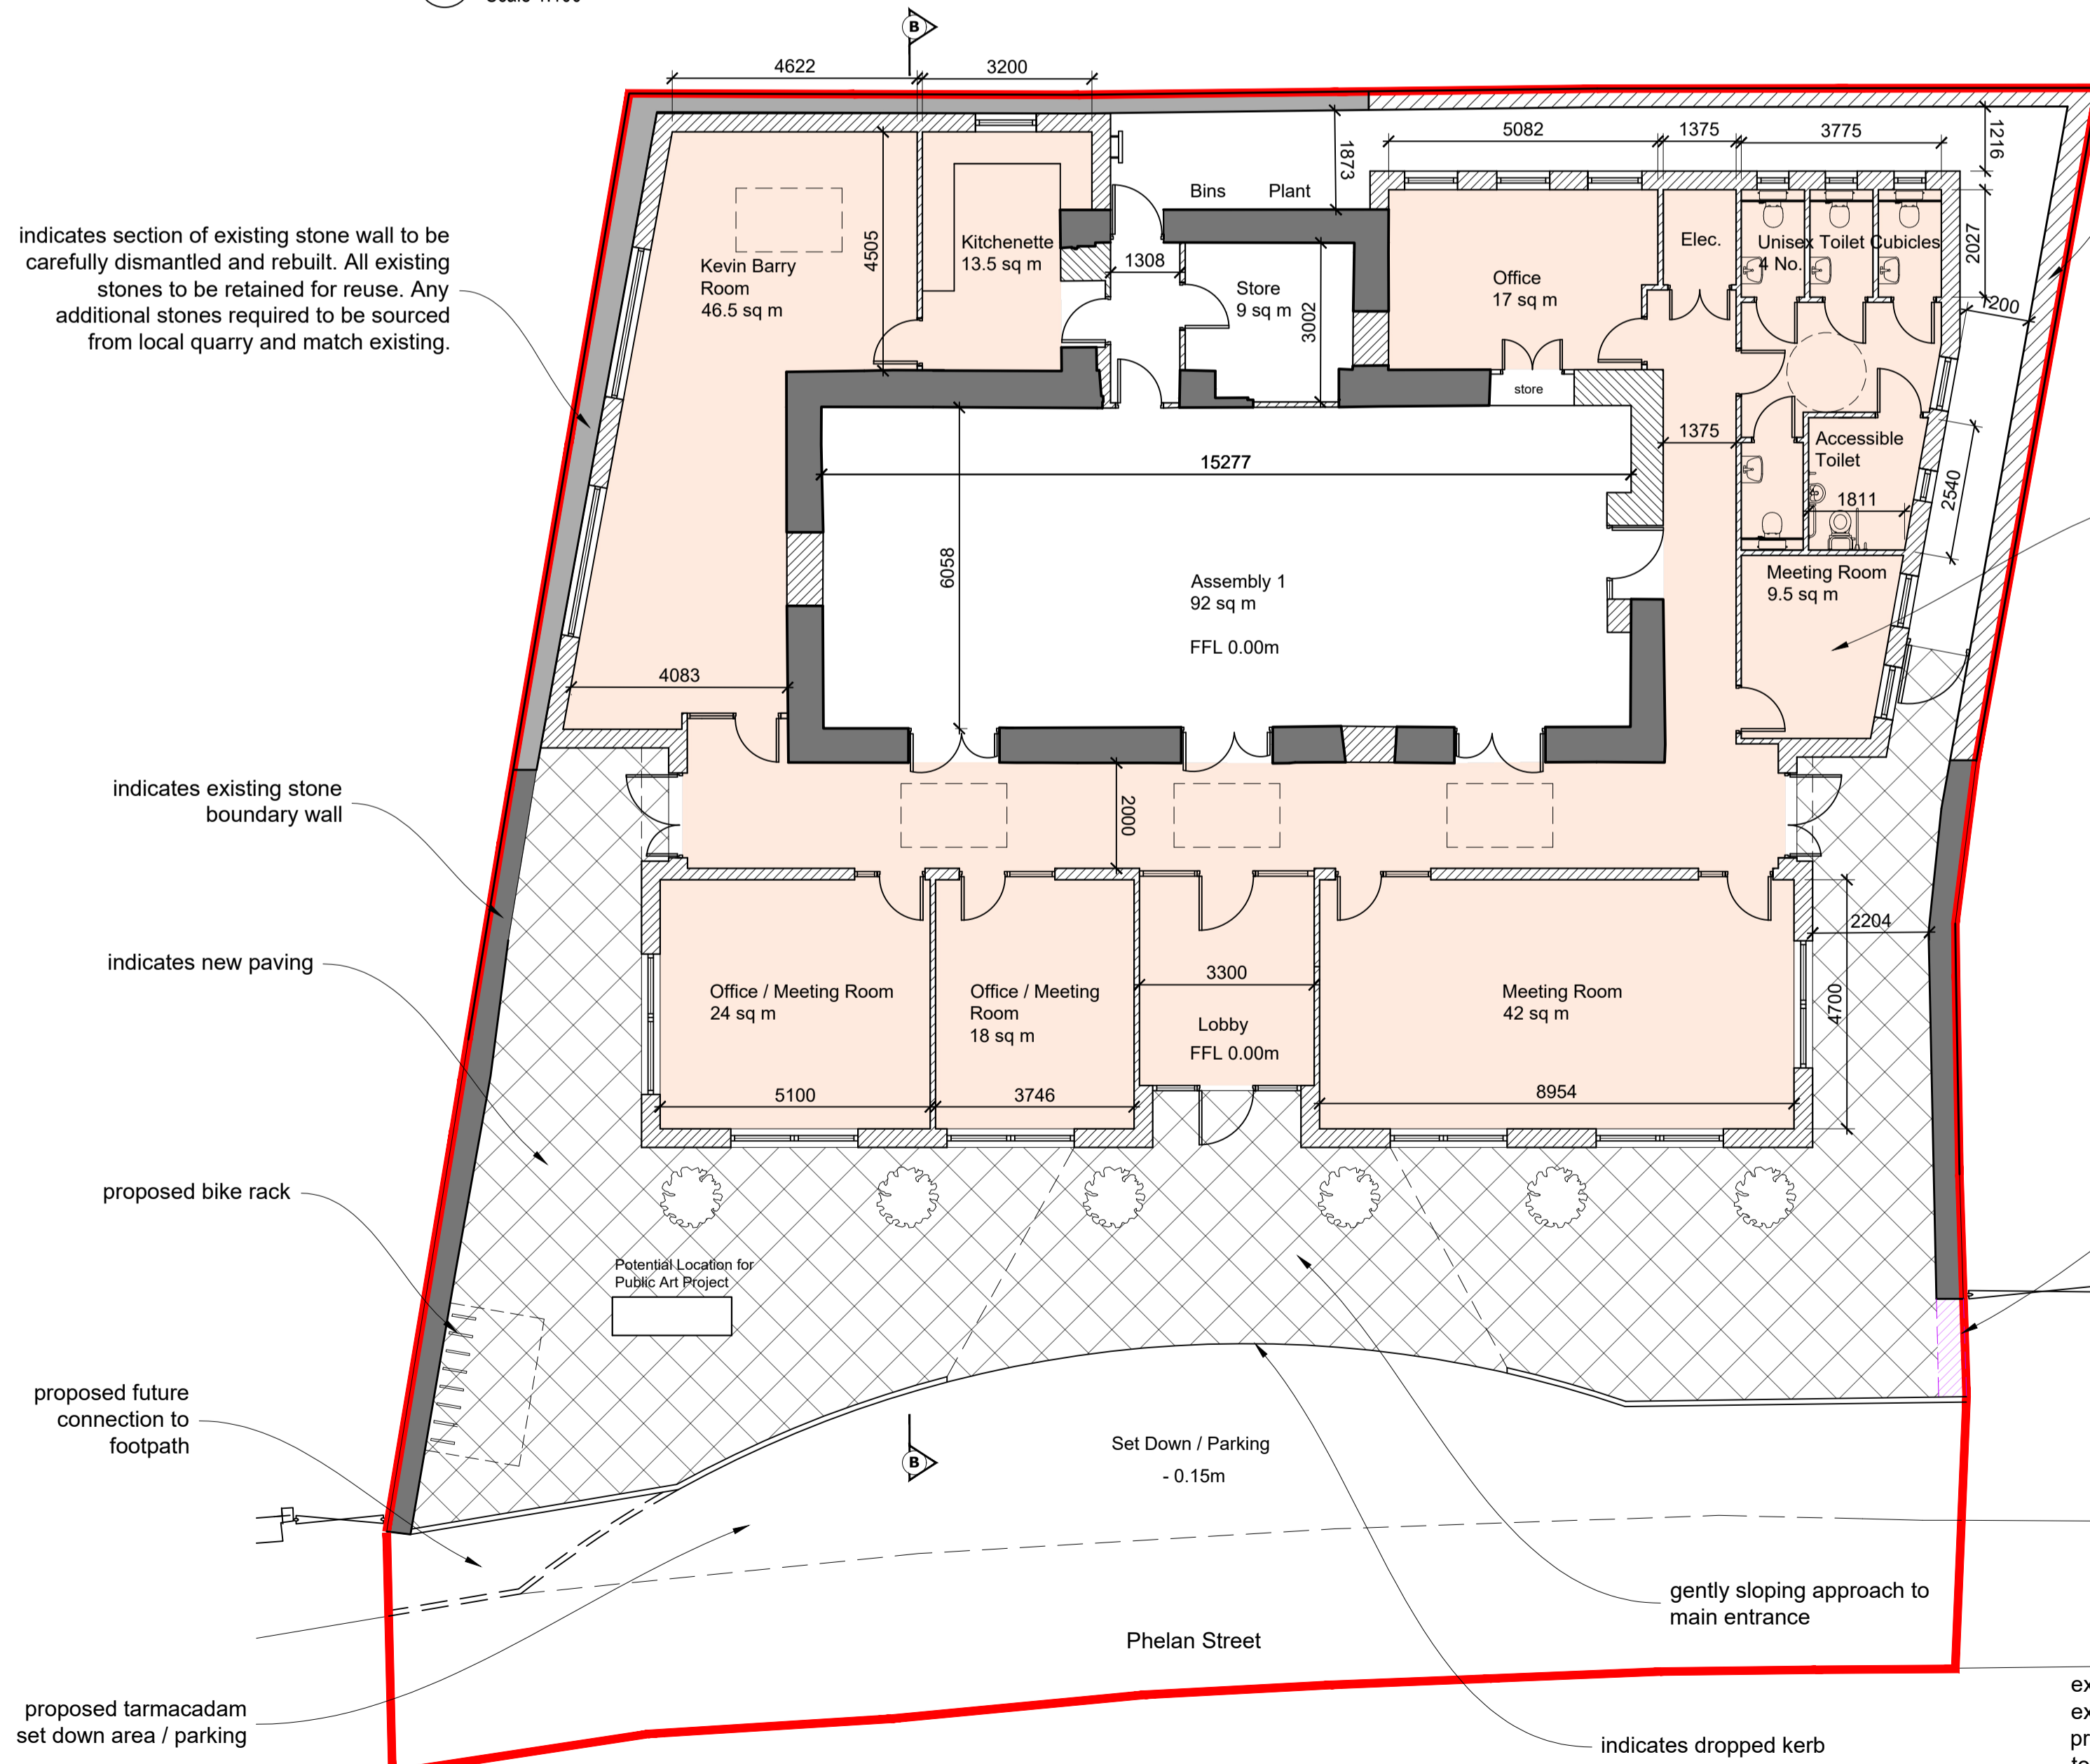 Scale 1:100
B
4622
3200
5082
1375
3775
1216
1873
Bins
Plant
2027
indicates section of existing stone wall to be
carefully dismantled and rebuilt. All existing
stones to be retained for reuse. Any
additional stones required to be sourced
from local quarry and match existing.
Kevin Barry
Room
46.5 sq m
4505
Kitchenette
13.5 sq m
1308
Store
9 sq m
3002
Office
17 sq m
Elec.
Unisex Toilet Cubicles
4 No.
1200
store
1375
Accessible
Toilet
1811
2540
15277
6058
Assembly 1
92 sq m
FFL 0.00m
Meeting Room
9.5 sq m
4083
indicates existing stone
boundary wall
2000
indicates new paving
Office / Meeting Room
24 sq m
5100
Office / Meeting
Room
18 sq m
3746
3300
Lobby
FFL 0.00m
Meeting Room
42 sq m
8954
4700
2204
proposed bike rack
Potential Location for
Public Art Project
proposed future
connection to
footpath
B
Set Down / Parking
- 0.15m
gently sloping approach to
main entrance
Phelan Street
proposed tarmacadam
set down area / parking
indicates dropped kerb